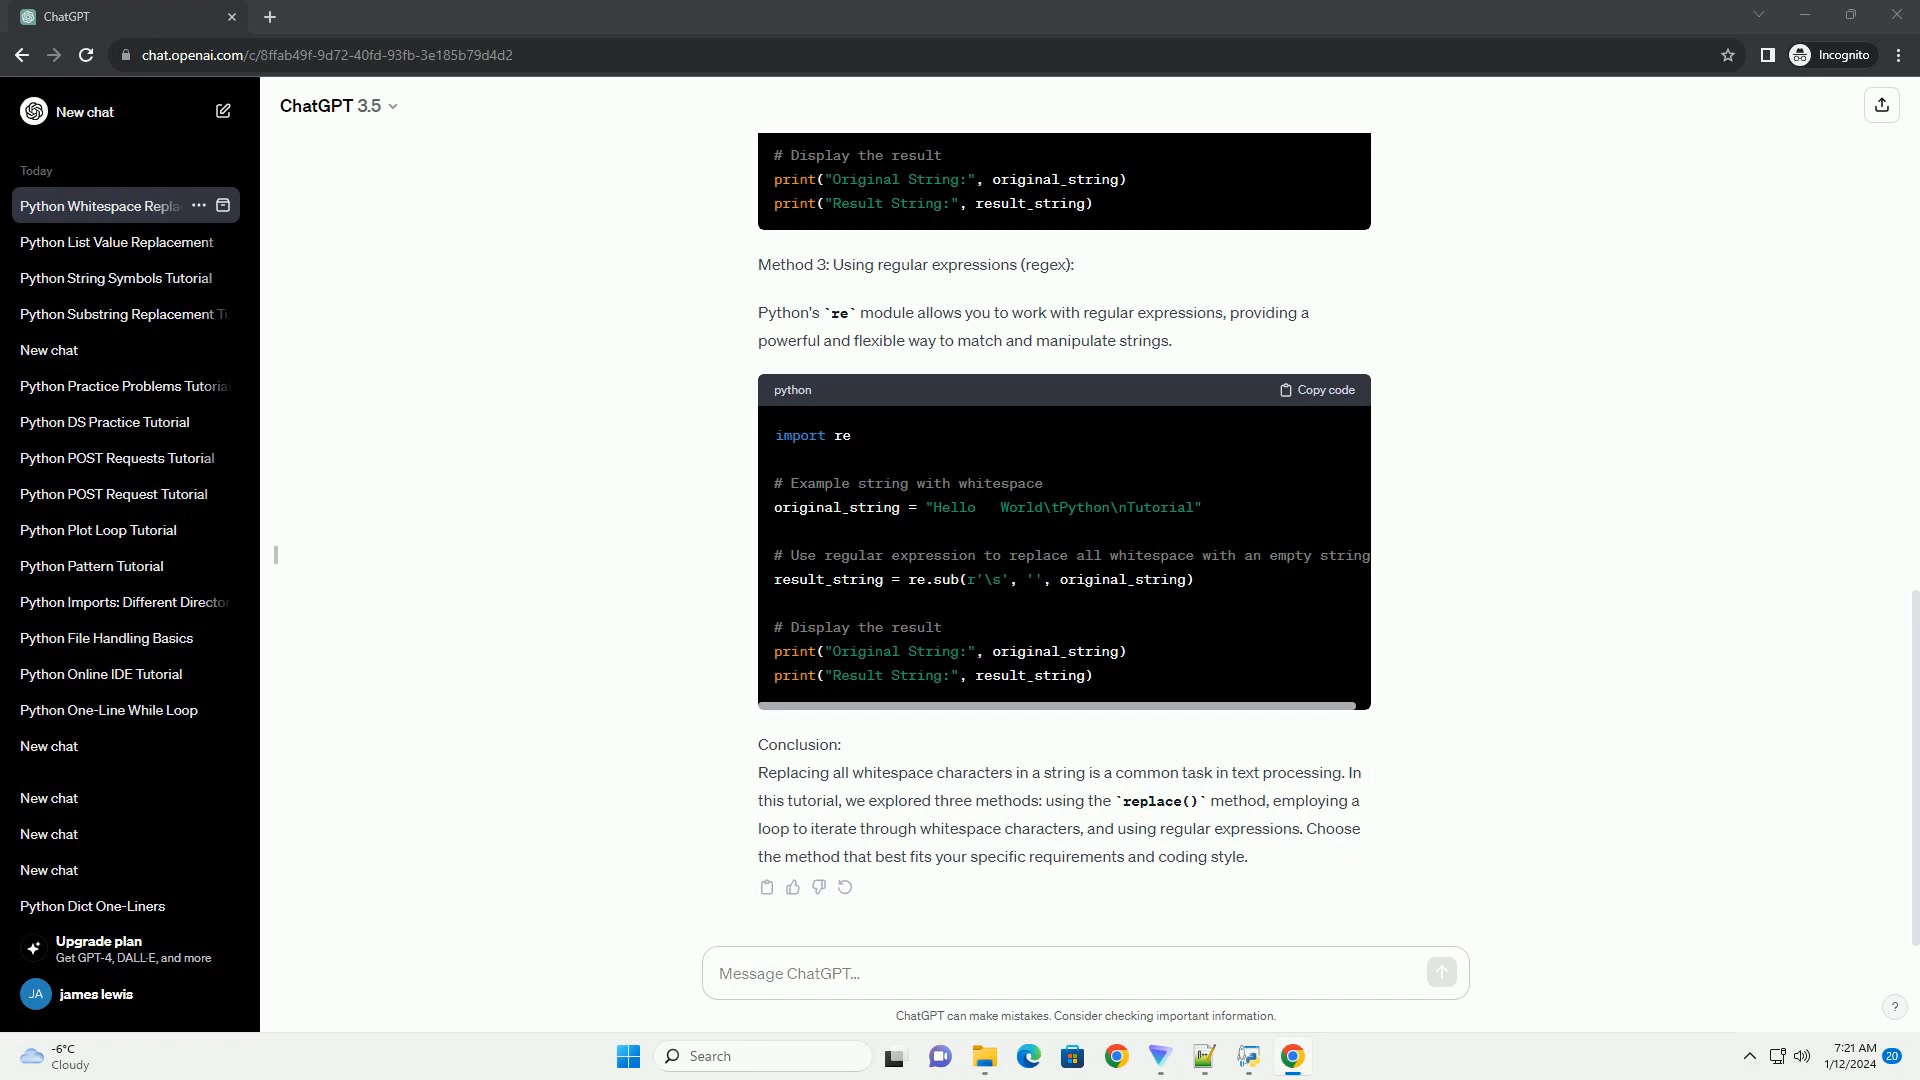 ChatGPT
chat.openai.com/c/8ffab49f-9d72-40fd-93fb-3e185b79d4d2
Incognito
New chat
Today
Python Whitespace Repla
Python List Value Replacement
Python String Symbols Tutorial
Python Substring Replacement Tu
New chat
Python Practice Problems Tutoria
Python DS Practice Tutorial
Python POST Requests Tutorial
Python POST Request Tutorial
Python Plot Loop Tutorial
Python Pattern Tutorial
Python Imports: Different Director
Python File Handling Basics
Python Online IDE Tutorial
Python One-Line While Loop
New chat
New chat
New chat
New chat
Python Dict One-Liners
Upgrade plan
Get GPT-4, DALL·E, and more
JA james lewis
ChatGPT 3.5
# Display the result
print("Original String:", original_string)
print("Result String:", result_string)
Method 3: Using regular expressions (regex):
Python's `re` module allows you to work with regular expressions, providing a
powerful and flexible way to match and manipulate strings.
python Copy code
import re
# Example string with whitespace
original_string = "Hello   World\tPython\nTutorial"
# Use regular expression to replace all whitespace with an empty string
result_string = re.sub(r'\s', '', original_string)
# Display the result
print("Original String:", original_string)
print("Result String:", result_string)
Conclusion:
Replacing all whitespace characters in a string is a common task in text processing. In
this tutorial, we explored three methods: using the `replace()` method, employing a
loop to iterate through whitespace characters, and using regular expressions. Choose
the method that best fits your specific requirements and coding style.
Message ChatGPT...
ChatGPT can make mistakes. Consider checking important information.
?
-6°C
Cloudy
Search
7:21 AM
1/12/2024
20